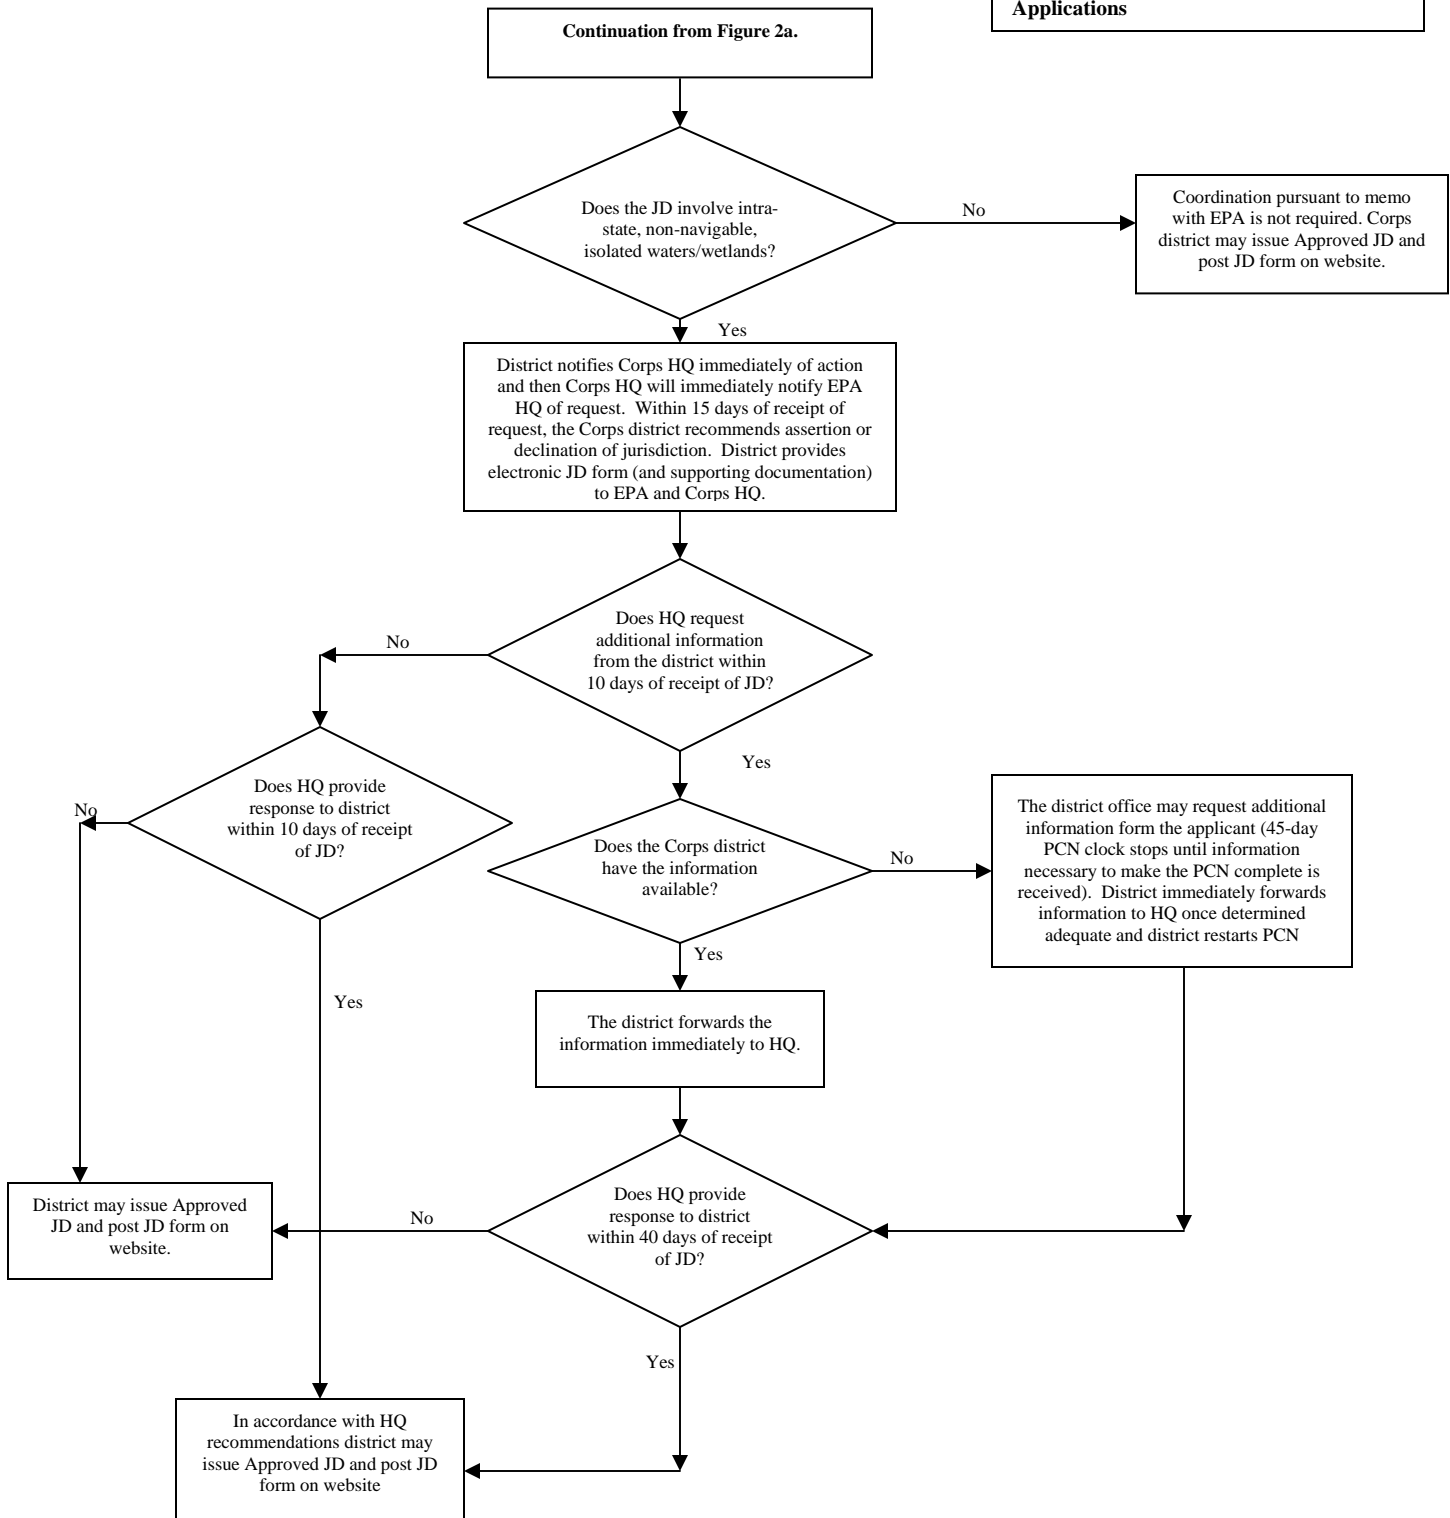 Applications
Continuation from Figure 2a.
Does the JD involve intra-
state, non-navigable,
isolated waters/wetlands?
No
Coordination pursuant to memo
with EPA is not required. Corps
district may issue Approved JD and
post JD form on website.
Yes
District notifies Corps HQ immediately of action
and then Corps HQ will immediately notify EPA
HQ of request.  Within 15 days of receipt of
request, the Corps district recommends assertion or
declination of jurisdiction.  District provides
electronic JD form (and supporting documentation)
to EPA and Corps HQ.
Does HQ request
additional information
from the district within
10 days of receipt of JD?
No
Yes
Does HQ provide
response to district
within 10 days of receipt
of JD?
No
Yes
Does the Corps district
have the information
available?
No
The district office may request additional
information form the applicant (45-day
PCN clock stops until information
necessary to make the PCN complete is
received).  District immediately forwards
information to HQ once determined
adequate and district restarts PCN
Yes
The district forwards the
information immediately to HQ.
Does HQ provide
response to district
within 40 days of receipt
of JD?
No
District may issue Approved
JD and post JD form on
website.
Yes
In accordance with HQ
recommendations district may
issue Approved JD and post JD
form on website